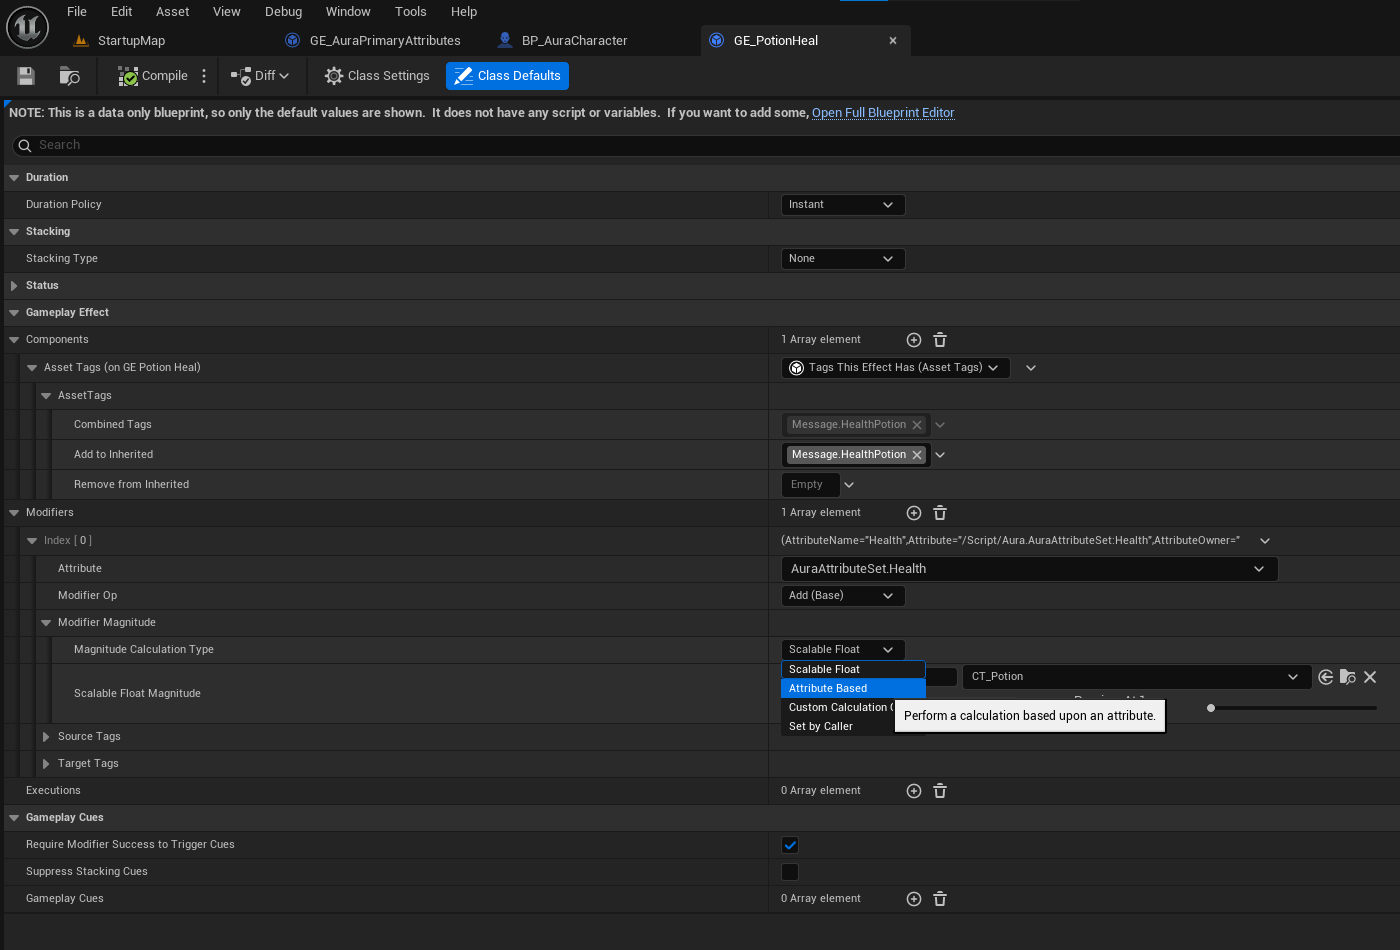 File Edit Asset View Debug Window Tools Help
StartupMap GE_AuraPrimaryAttributes BP_AuraCharacter GE_PotionHeal
Compile Diff Class Settings Class Defaults
NOTE: This is a data only blueprint, so only the default values are shown. It does not have any script or variables. If you want to add some, Open Full Blueprint Editor
Search
Duration
Duration Policy Instant
Stacking
Stacking Type None
Status
Gameplay Effect
Components 1 Array element
Asset Tags (on GE Potion Heal) Tags This Effect Has (Asset Tags)
AssetTags
Combined Tags Message.HealthPotion
Add to Inherited Message.HealthPotion
Remove from Inherited Empty
Modifiers 1 Array element
Index [ 0 ] (AttributeName="Health",Attribute="/Script/Aura.AuraAttributeSet:Health",AttributeOwner="
Attribute AuraAttributeSet.Health
Modifier Op Add (Base)
Modifier Magnitude
Magnitude Calculation Type Scalable Float
Scalable Float
CT_Potion
Attribute Based
Scalable Float Magnitude
Custom Calculation
Perform a calculation based upon an attribute.
Set by Caller
Source Tags
Target Tags
Executions 0 Array element
Gameplay Cues
Require Modifier Success to Trigger Cues
Suppress Stacking Cues
Gameplay Cues 0 Array element